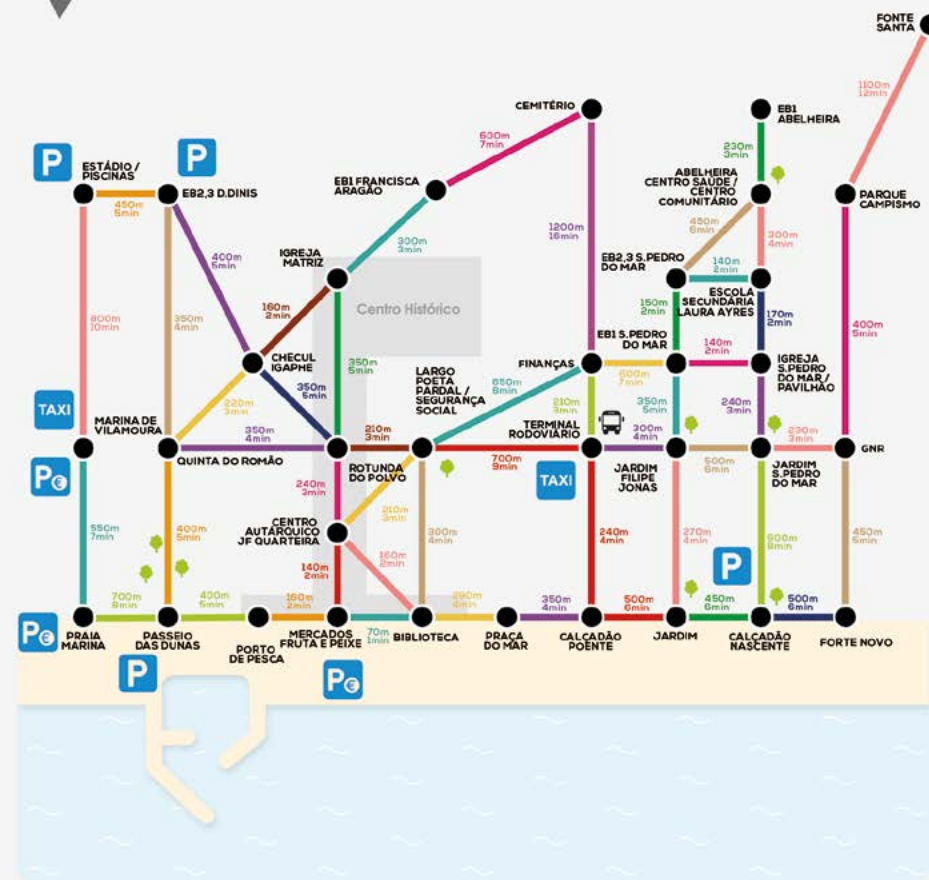 FONTE
SANTA
1100m
12min
CEMITÉRIO
EB1
ABELHEIRA
600m
7min
230m
3min
P
P
ESTÁDIO /
PISCINAS
EB2,3 D.DINIS
450m
5min
EB1 FRANCISCA
ARAGÃO
ABELHEIRA
CENTRO SAÚDE /
CENTRO
COMUNITÁRIO
PARQUE
CAMPISMO
1200m
16min
450m
6min
300m
4min
400m
5min
300m
3min
IGREJA
MATRIZ
EB2,3 S.PEDRO
DO MAR
140m
2min
ESCOLA
SECUNDÁRIA
LAURA AYRES
800m
10min
350m
4min
160m
2min
Centro Histórico
150m
2min
170m
2min
400m
5min
EB1 S.PEDRO
DO MAR
140m
2min
CHECUL
IGAPHE
350m
5min
FINANÇAS
600m
7min
IGREJA
S.PEDRO
DO MAR /
PAVILHÃO
LARGO
POETA
PARDAL /
SEGURANÇA
SOCIAL
650m
8min
TAXI
220m
3min
350m
5min
210m
3min
350m
5min
240m
3min
MARINA DE
VILAMOURA
350m
4min
210m
3min
TERMINAL
RODOVIÁRIO
300m
4min
230m
3min
QUINTA DO ROMÃO
ROTUNDA
DO POLVO
700m
9min
TAXI
JARDIM
FILIPE
JONAS
500m
6min
JARDIM
S.PEDRO
DO MAR
GNR
P€
240m
3min
210m
3min
CENTRO
AUTÁRQUICO
JF QUARTEIRA
550m
7min
400m
5min
300m
4min
240m
4min
270m
4min
600m
8min
450m
5min
160m
2min
140m
2min
P
700m
8min
400m
5min
160m
2min
290m
4min
350m
4min
500m
6min
450m
6min
500m
6min
P€
PRAIA
MARINA
PASSEIO
DAS DUNAS
PORTO
DE PESCA
MERCADOS
FRUTA E PEIXE
70m
1min
BIBLIOTECA
PRAÇA
DO MAR
CALÇADÃO
POENTE
JARDIM
CALÇADÃO
NASCENTE
FORTE NOVO
P
P€